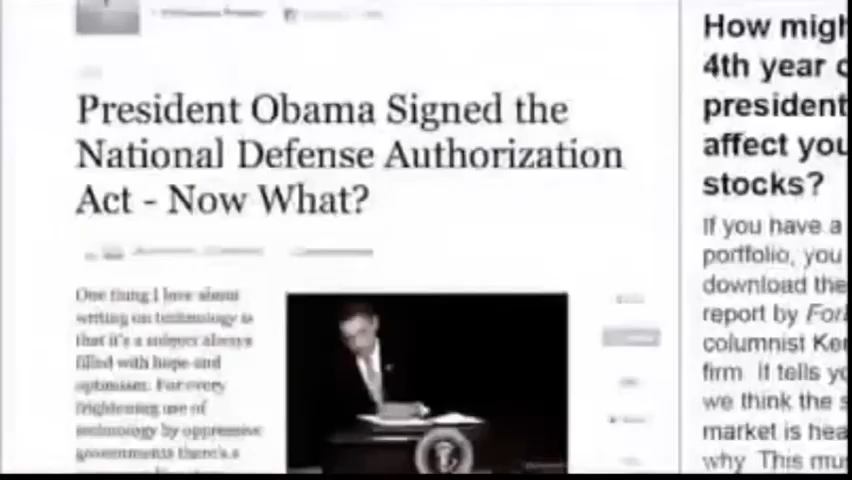 President Obama Signed the
National Defense Authorization
Act - Now What?
One thing I love about
writing on technology is
that it's a subject always
filled with hope and
optimism. For every
frightening use of
technology by oppressive
governments there's a
How migh
4th year o
president
affect you
stocks?
If you have a
portfolio, you
download the
report by For
columnist Ke
firm. It tells yo
we think the s
market is hea
why. This mus